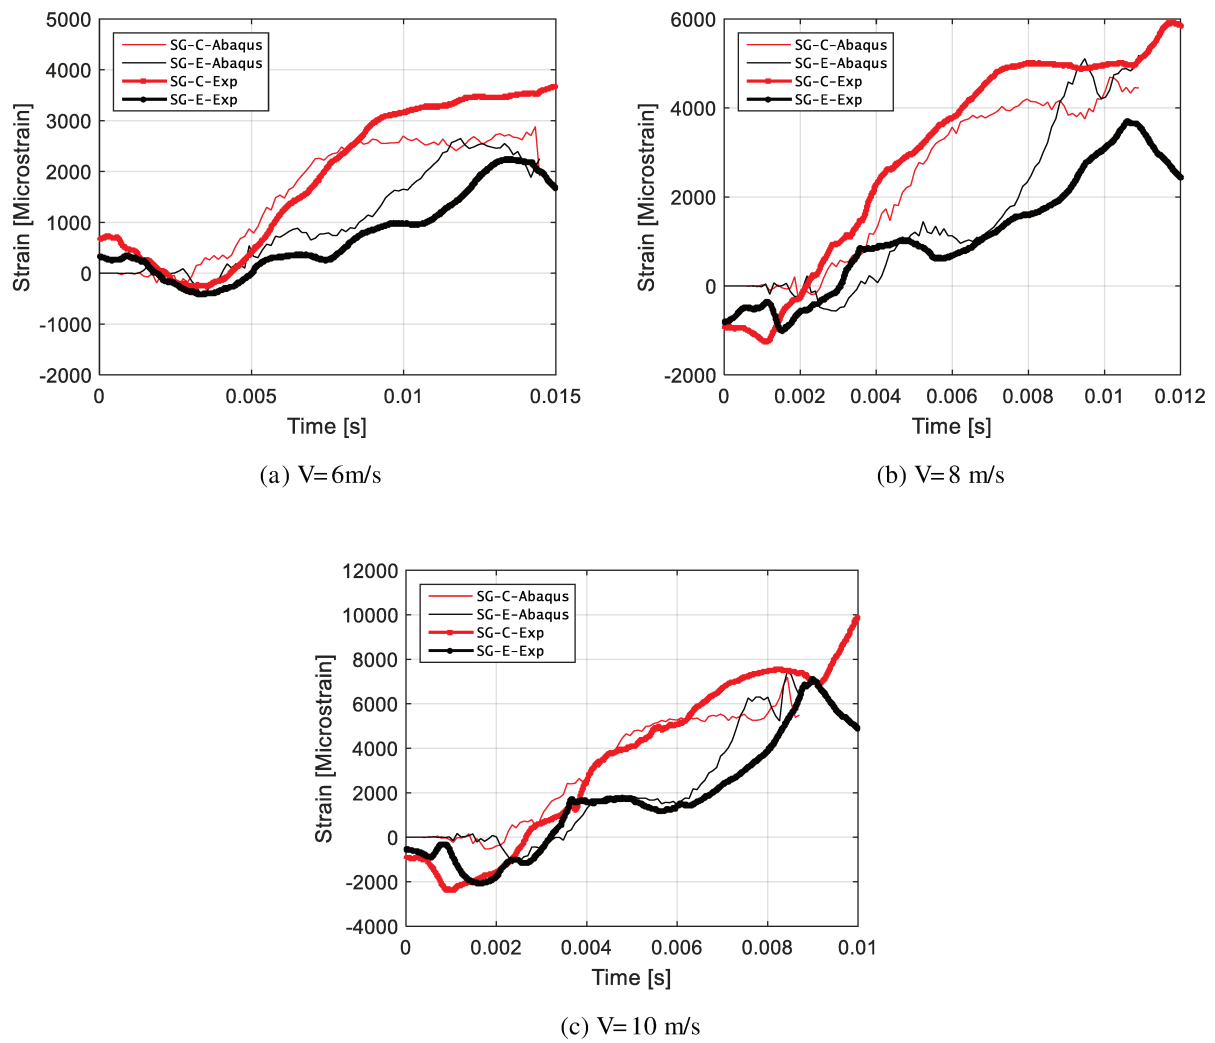 5000
4000
3000
2000
1000
0
-1000
-2000
Strain [Microstrain]
SG-C-Abaqus
SG-E-Abaqus
SG-C-Exp
SG-E-Exp
0 0.005 0.01 0.015
Time [s]
(a) V=6m/s
6000
4000
2000
0
-2000
Strain [Microstrain]
SG-C-Abaqus
SG-E-Abaqus
SG-C-Exp
SG-E-Exp
0 0.002 0.004 0.006 0.008 0.01 0.012
Time [s]
(b) V=8 m/s
12000
10000
8000
6000
4000
2000
0
-2000
-4000
Strain [Microstrain]
SG-C-Abaqus
SG-E-Abaqus
SG-C-Exp
SG-E-Exp
0 0.002 0.004 0.006 0.008 0.01
Time [s]
(c) V=10 m/s